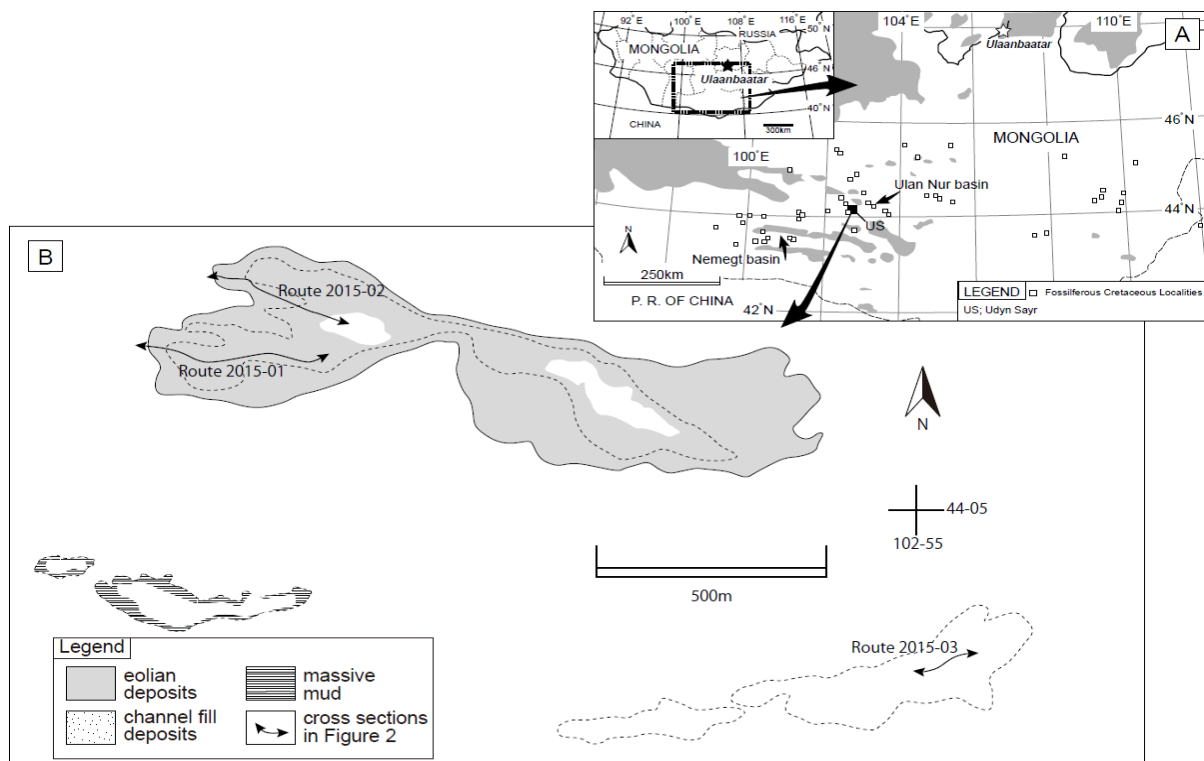 92°E
100°E
108°E
116°E
50°N
RUSSIA
MONGOLIA
46°N
Ulaanbaatar
40°N
CHINA
300km
104°E
110°E
A
Ulaanbaatar
46°N
MONGOLIA
100°E
Ulan Nur basin
44°N
US
N
Nemegt basin
250km
P. R. OF CHINA
42°N
LEGEND
Fossilferous Cretaceous Localities
US; Udyn Sayr
B
Route 2015-02
Route 2015-01
N
44-05
102-55
500m
Route 2015-03
Legend
eolian
deposits
massive
mud
channel fill
deposits
cross sections
in Figure 2